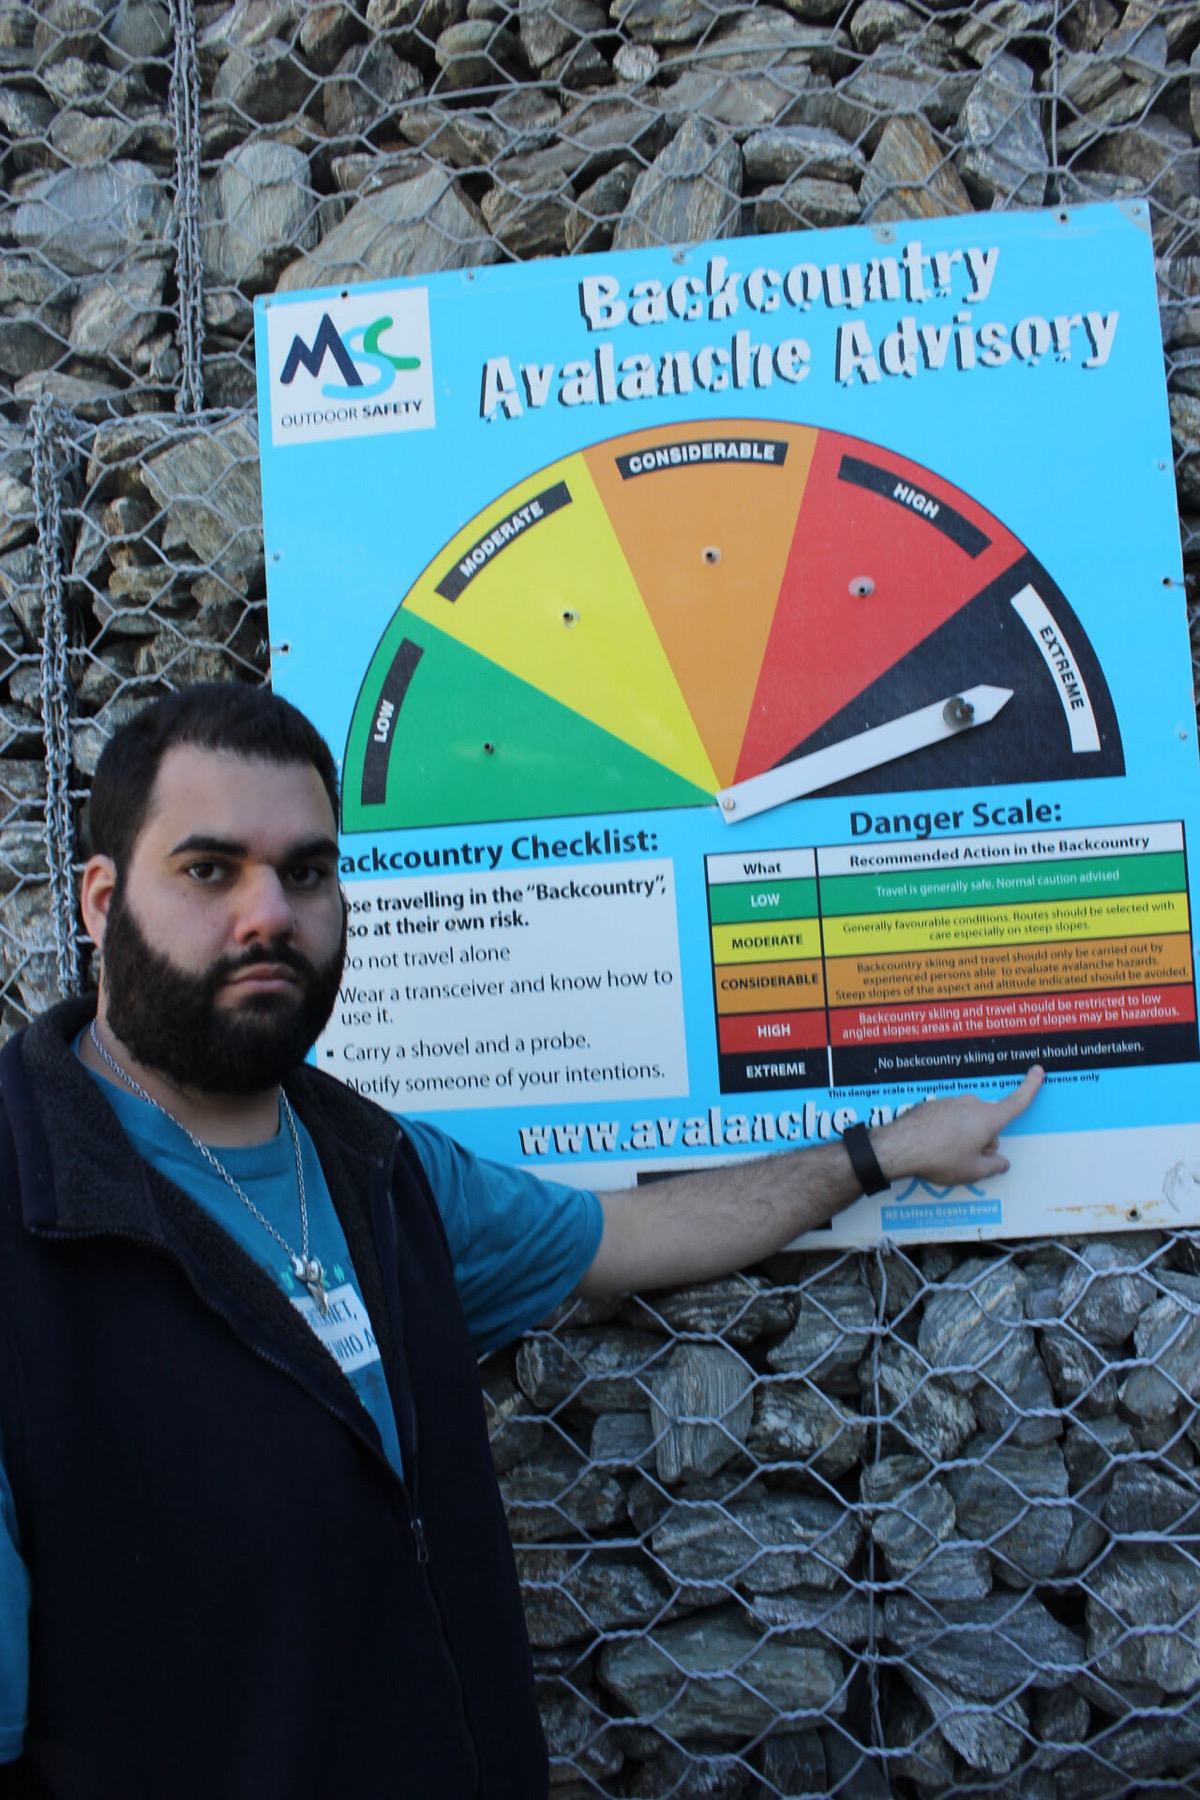 MSC
OUTDOOR SAFETY
Backcountry
Avalanche Advisory
LOW
MODERATE
CONSIDERABLE
HIGH
EXTREME
ackcountry Checklist:
ose travelling in the "Backcountry",
so at their own risk.
Do not travel alone
Wear a transceiver and know how to
use it.
▪ Carry a shovel and a probe.
Notify someone of your intentions.
Danger Scale:
What Recommended Action in the Backcountry
LOW Travel is generally safe. Normal caution advised
MODERATE Generally favourable conditions. Routes should be selected with
care especially on steep slopes.
CONSIDERABLE Backcountry skiing and travel should only be carried out by
experienced persons able to evaluate avalanche hazards.
Steep slopes of the aspect and altitude indicated should be avoided.
HIGH Backcountry skiing and travel should be restricted to low
angled slopes; areas at the bottom of slopes may be hazardous.
EXTREME No backcountry skiing or travel should undertaken.
This danger scale is supplied here as a general reference only
www.avalanche.ne
NZ Lottery Grants Board
#
ERNET,
WHO A